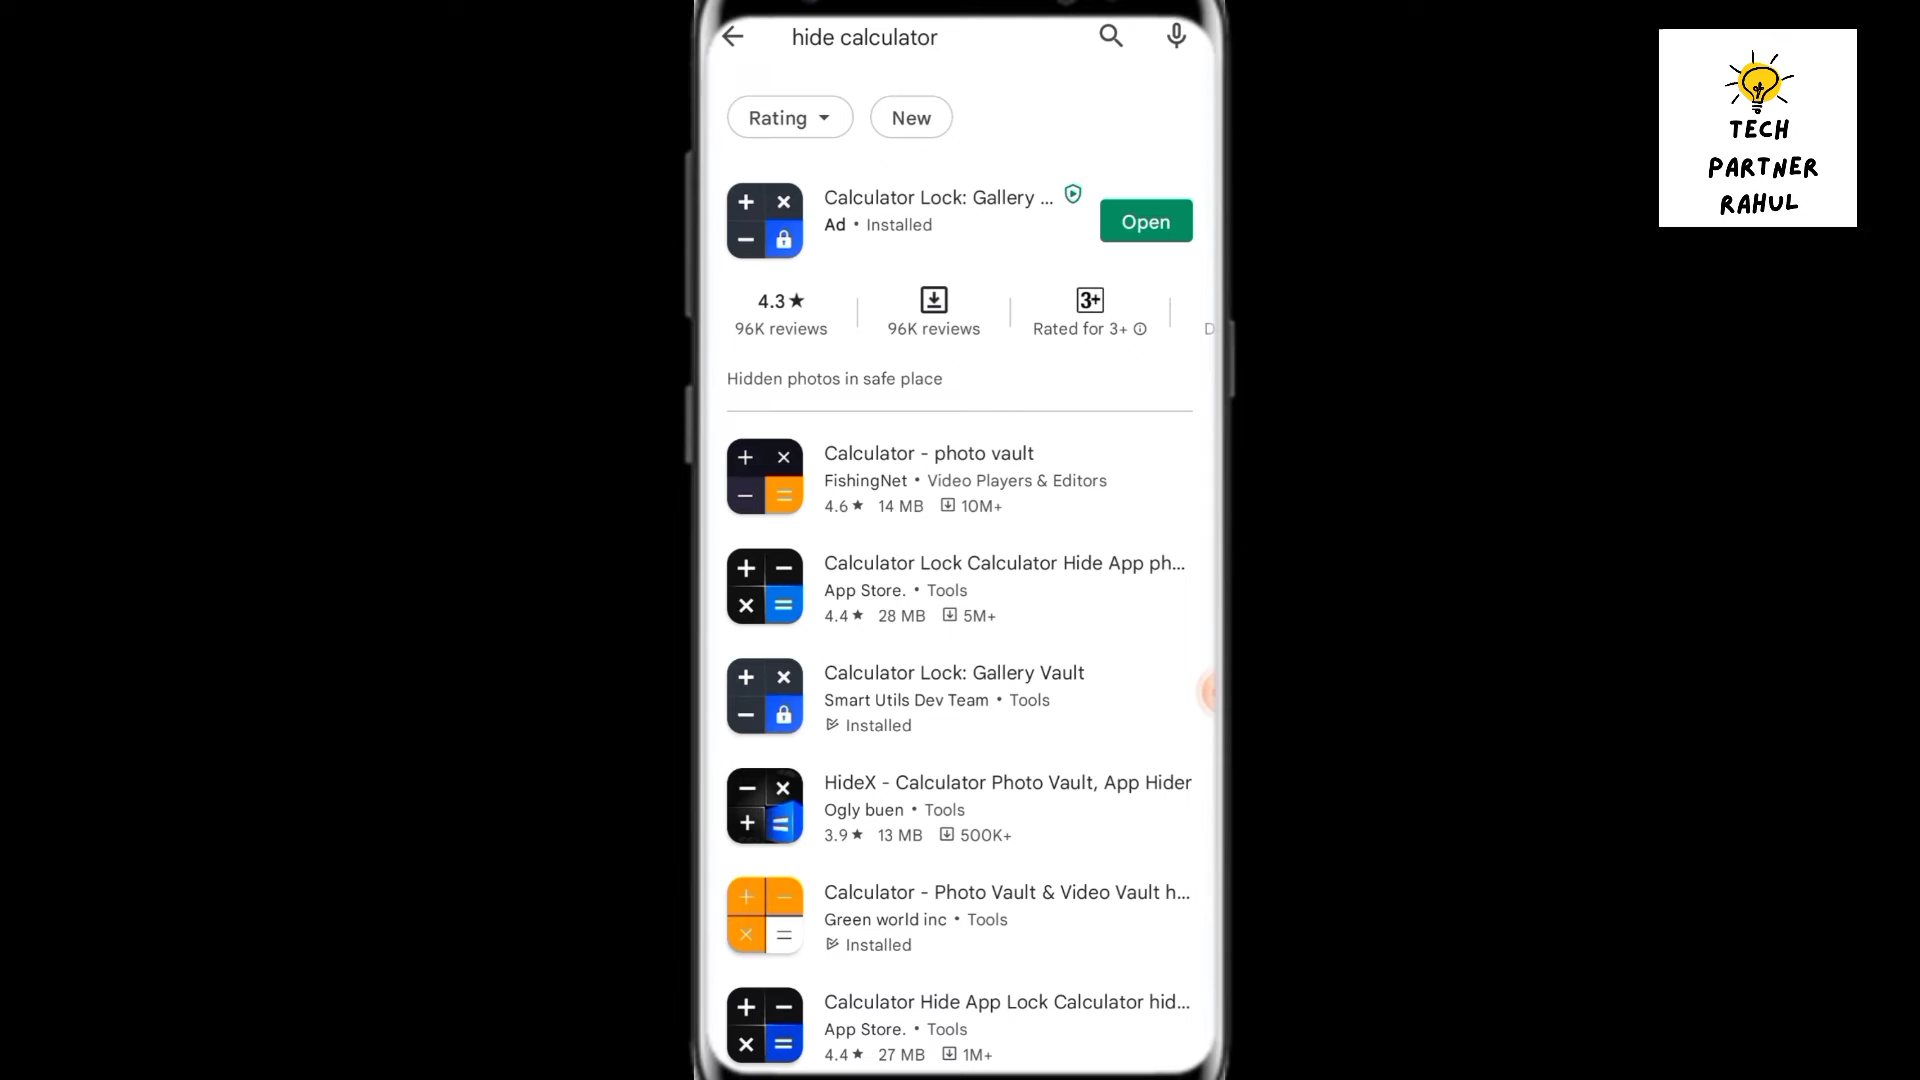 hide calculator
Rating
New
Calculator Lock: Gallery ...
Ad • Installed
Open
4.3★
96K reviews
96K reviews
3+
Rated for 3+
D
Hidden photos in safe place
Calculator - photo vault
FishingNet • Video Players & Editors
4.6★ 14 MB 10M+
Calculator Lock Calculator Hide App ph...
App Store. • Tools
4.4★ 28 MB 5M+
Calculator Lock: Gallery Vault
Smart Utils Dev Team • Tools
Installed
HideX - Calculator Photo Vault, App Hider
Ogly buen • Tools
3.9★ 13 MB 500K+
Calculator - Photo Vault & Video Vault h...
Green world inc • Tools
Installed
Calculator Hide App Lock Calculator hid...
App Store. • Tools
4.4★ 27 MB 1M+
TECH
PARTNER
RAHUL